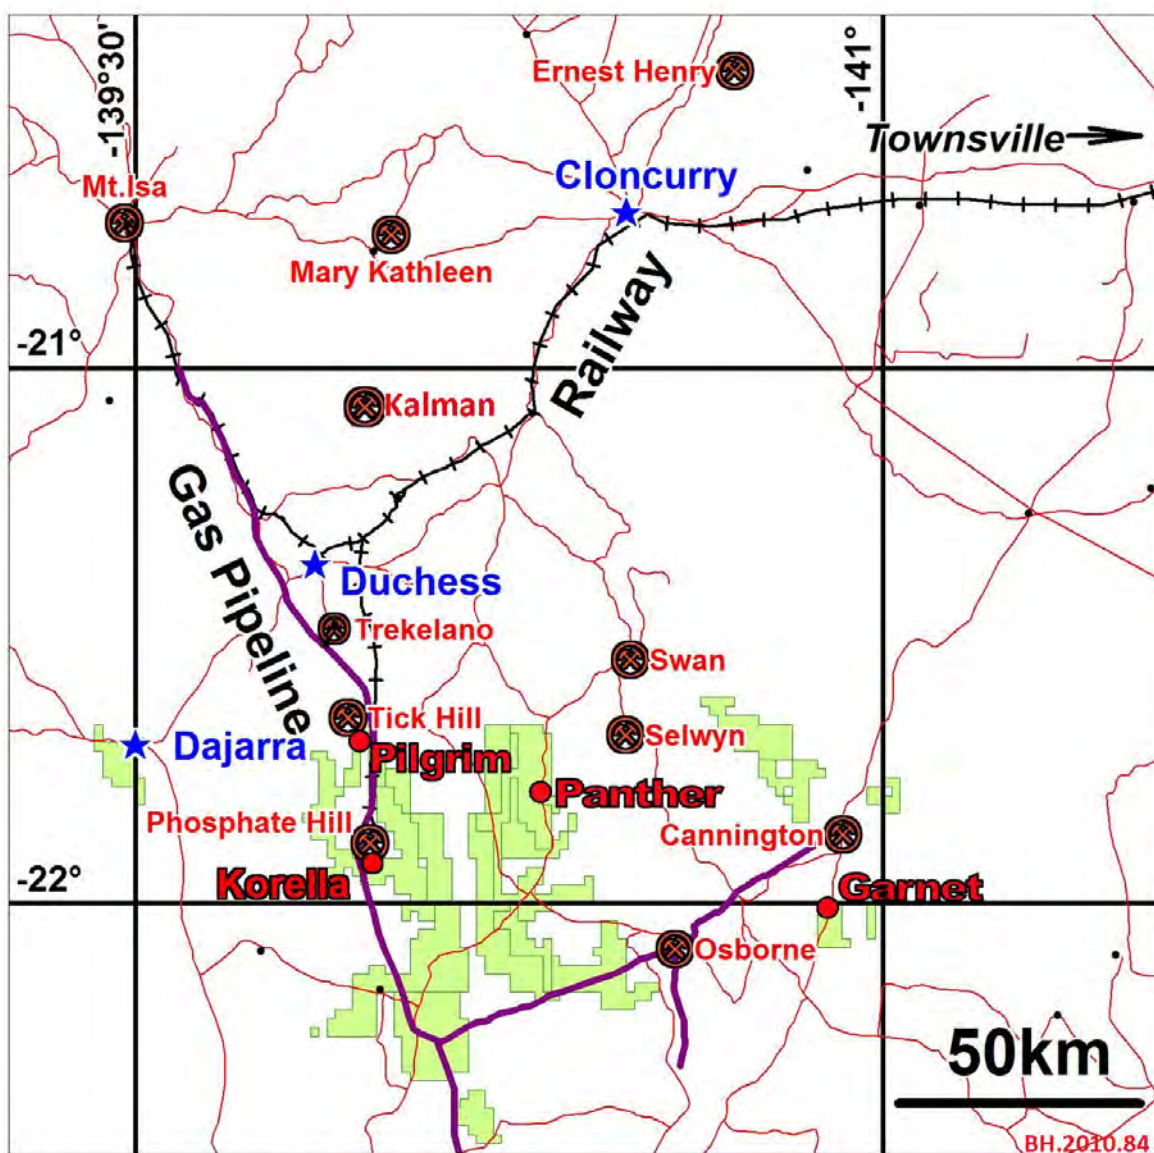 -139°30'
-141°
Ernest Henry
Townsville
Mt.Isa
Cloncurry
Mary Kathleen
Railway
-21°
Kalman
Gas Pipeline
Duchess
Trekelano
Swan
Tick Hill
Selwyn
Dajarra
Pilgrim
Panther
Phosphate Hill
Cannington
Korella
-22°
Garnet
Osborne
50km
BH.2010.84